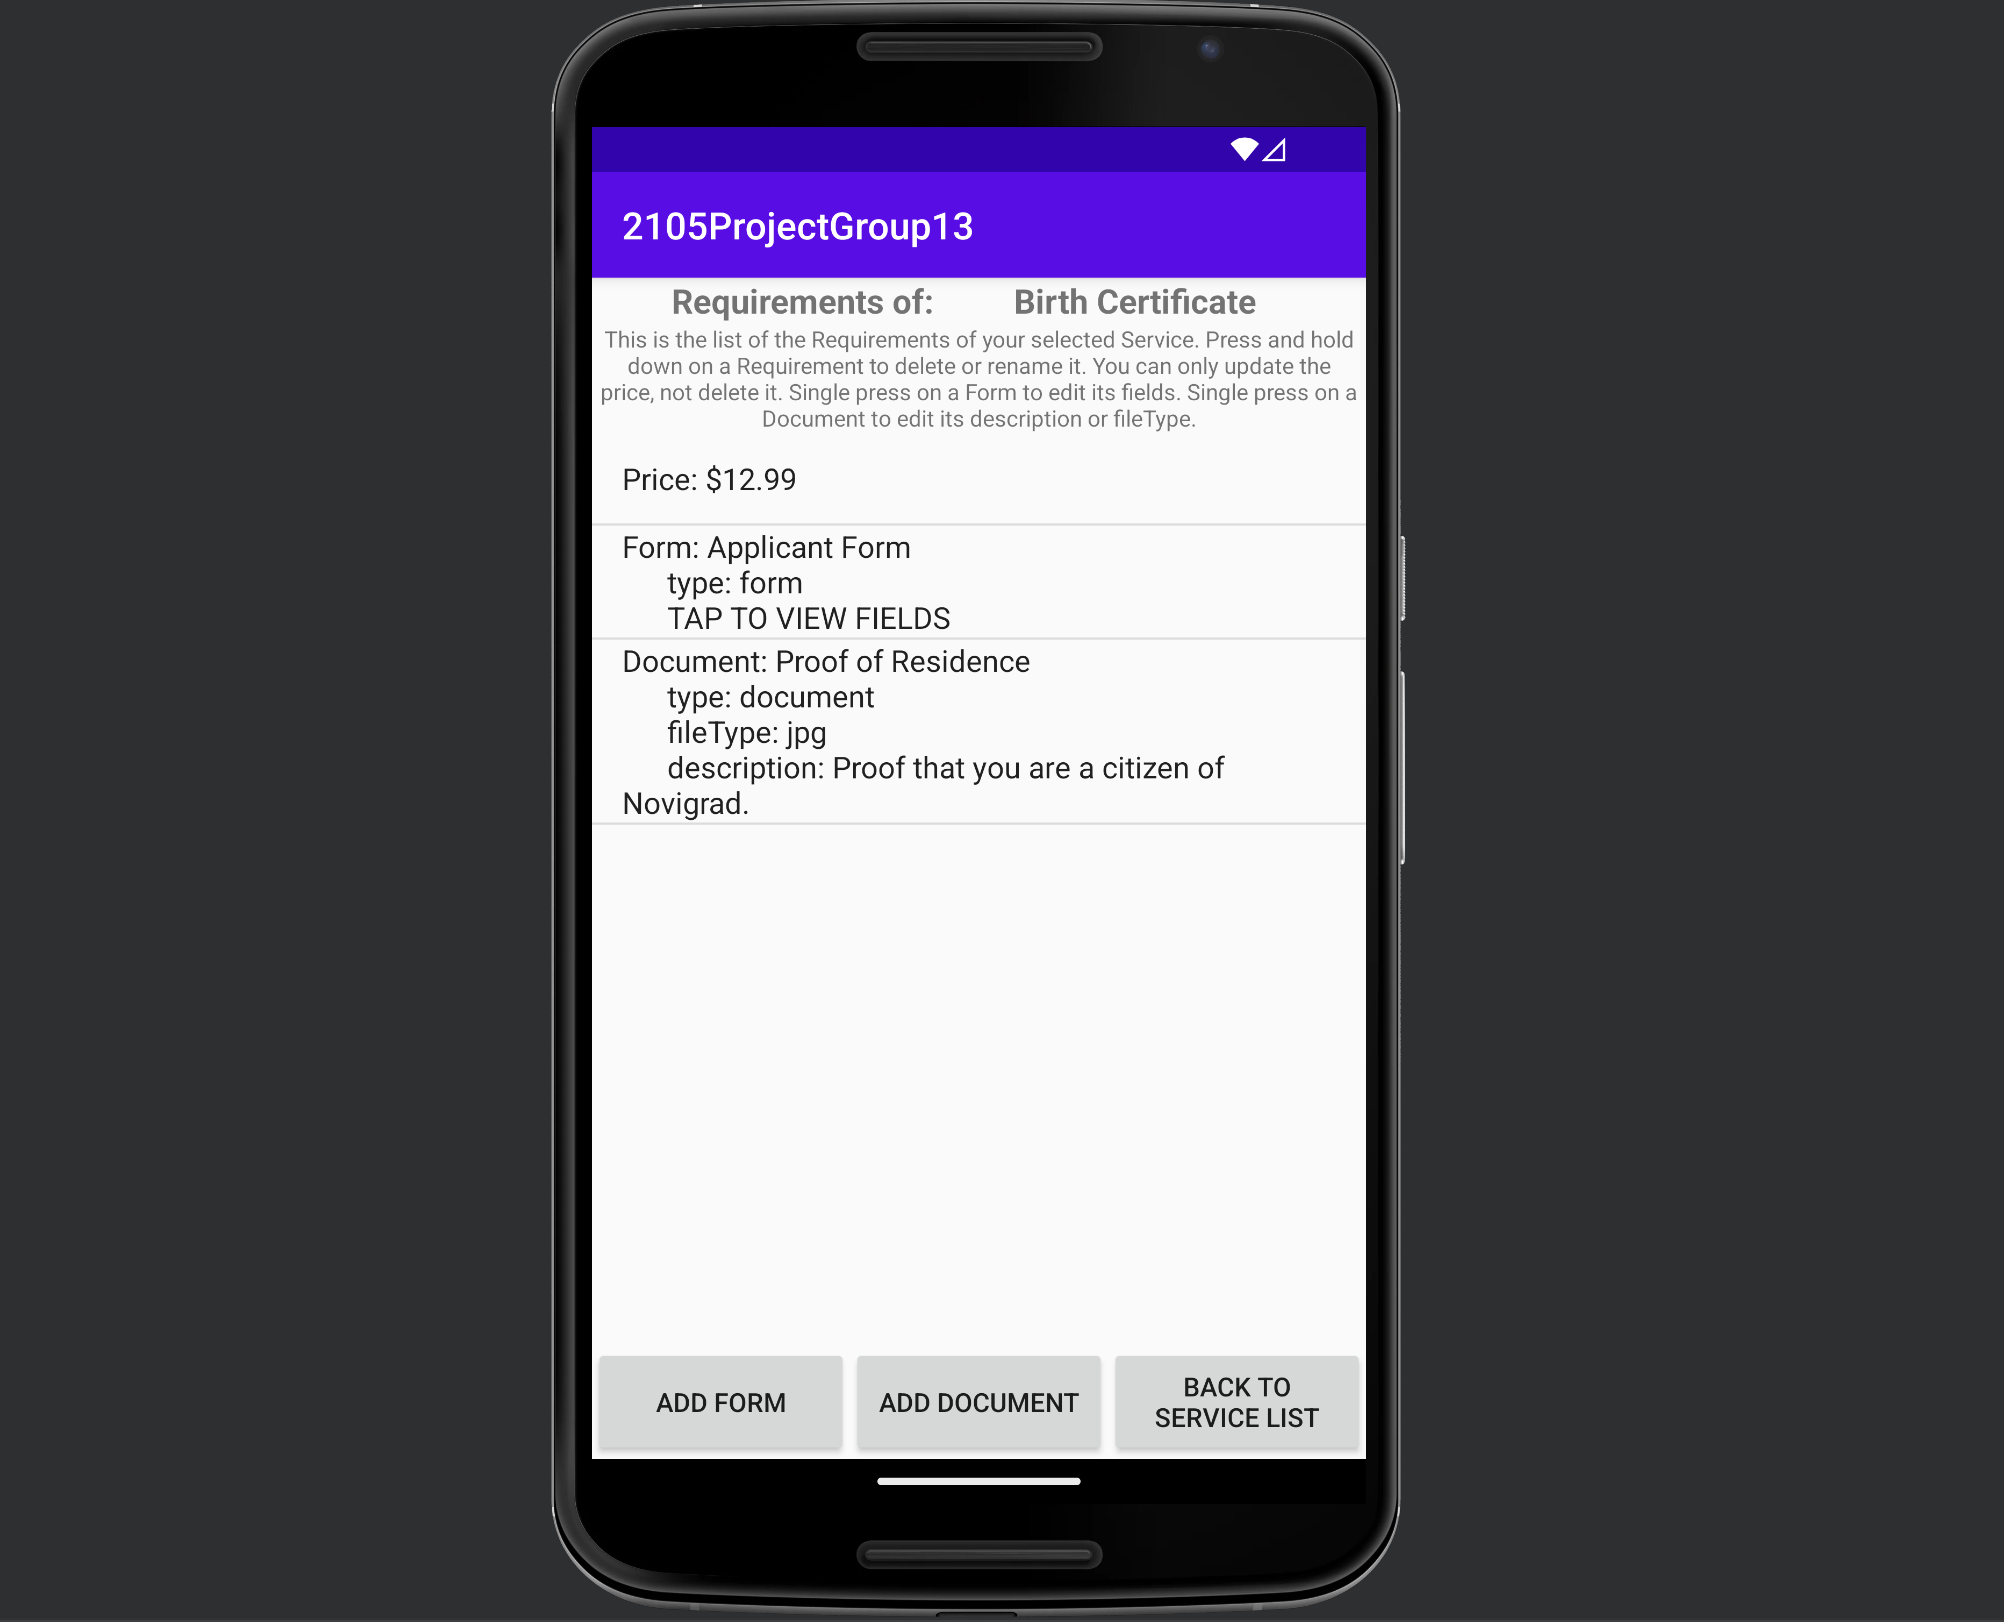 2105ProjectGroup13
Requirements of: Birth Certificate
This is the list of the Requirements of your selected Service. Press and hold
down on a Requirement to delete or rename it. You can only update the
price, not delete it. Single press on a Form to edit its fields. Single press on a
Document to edit its description or fileType.
Price: $12.99
Form: Applicant Form
type: form
TAP TO VIEW FIELDS
Document: Proof of Residence
type: document
fileType: jpg
description: Proof that you are a citizen of
Novigrad.
ADD FORM
ADD DOCUMENT
BACK TO
SERVICE LIST